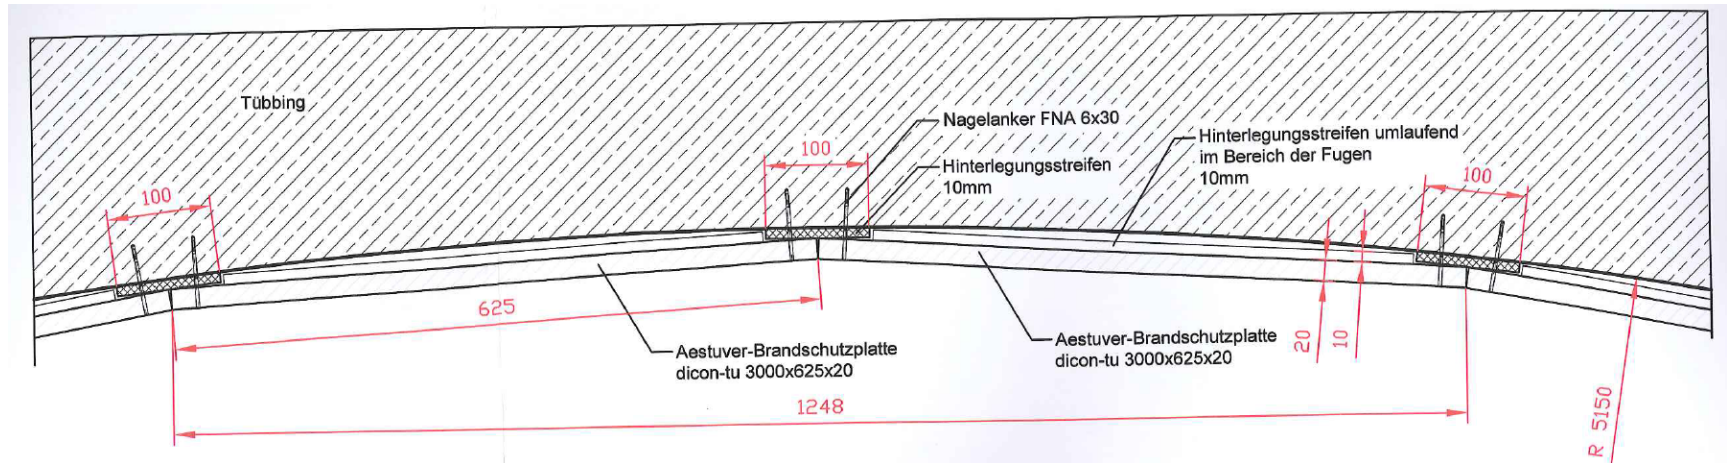 Tübbing
Nagelanker FNA 6x30
Hinterlegungsstreifen
10mm
Hinterlegungsstreifen umlaufend
im Bereich der Fugen
10mm
100
100
100
625
Aestuver-Brandschutzplatte
dicon-tu 3000x625x20
Aestuver-Brandschutzplatte
dicon-tu 3000x625x20
20
10
1248
R 5150